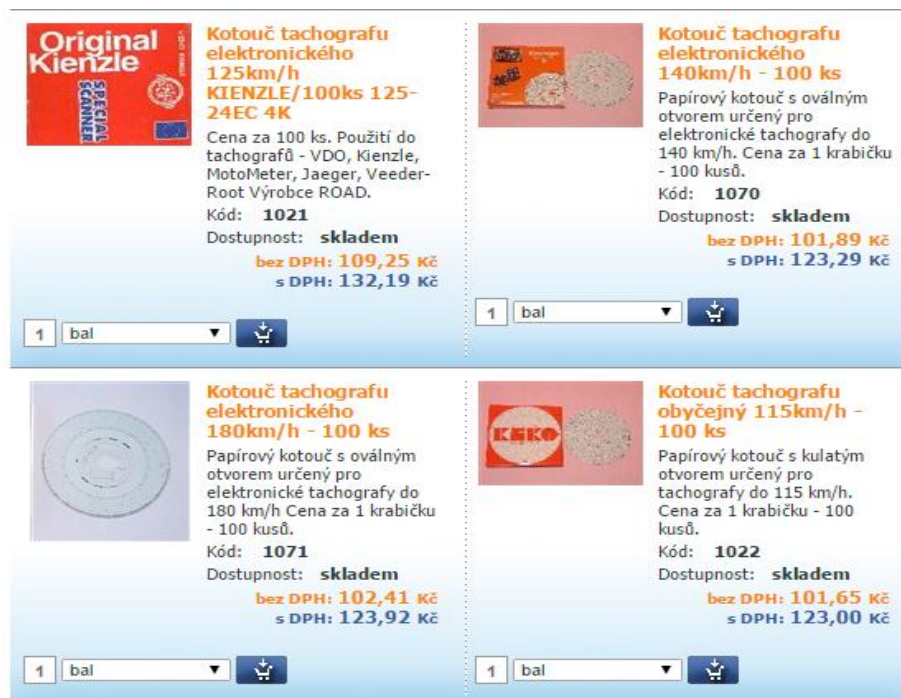 Original
Kienzle
SPECIAL
SCANNER
Kotouč tachografu
elektronického
125km/h
KIENZLE/100ks 125-
24EC 4K
Cena za 100 ks. Použití do
tachografů - VDO, Kienzle,
MotoMeter, Jaeger, Veeder-
Root Výrobce ROAD.
Kód: 1021
Dostupnost: skladem
bez DPH: 109,25 Kč
s DPH: 132,19 Kč
1 bal
Kotouč tachografu
elektronického
140km/h - 100 ks
Papírový kotouč s oválným
otvorem určený pro
elektronické tachografy do
140 km/h. Cena za 1 krabičku
- 100 kusů.
Kód: 1070
Dostupnost: skladem
bez DPH: 101,89 Kč
s DPH: 123,29 Kč
1 bal
Kotouč tachografu
elektronického
180km/h - 100 ks
Papírový kotouč s oválným
otvorem určený pro
elektronické tachografy do
180 km/h Cena za 1 krabičku
- 100 kusů.
Kód: 1071
Dostupnost: skladem
bez DPH: 102,41 Kč
s DPH: 123,92 Kč
1 bal
KEKO
Kotouč tachografu
obyčejný 115km/h -
100 ks
Papírový kotouč s kulatým
otvorem určený pro
tachografy do 115 km/h.
Cena za 1 krabičku - 100
kusů.
Kód: 1022
Dostupnost: skladem
bez DPH: 101,65 Kč
s DPH: 123,00 Kč
1 bal